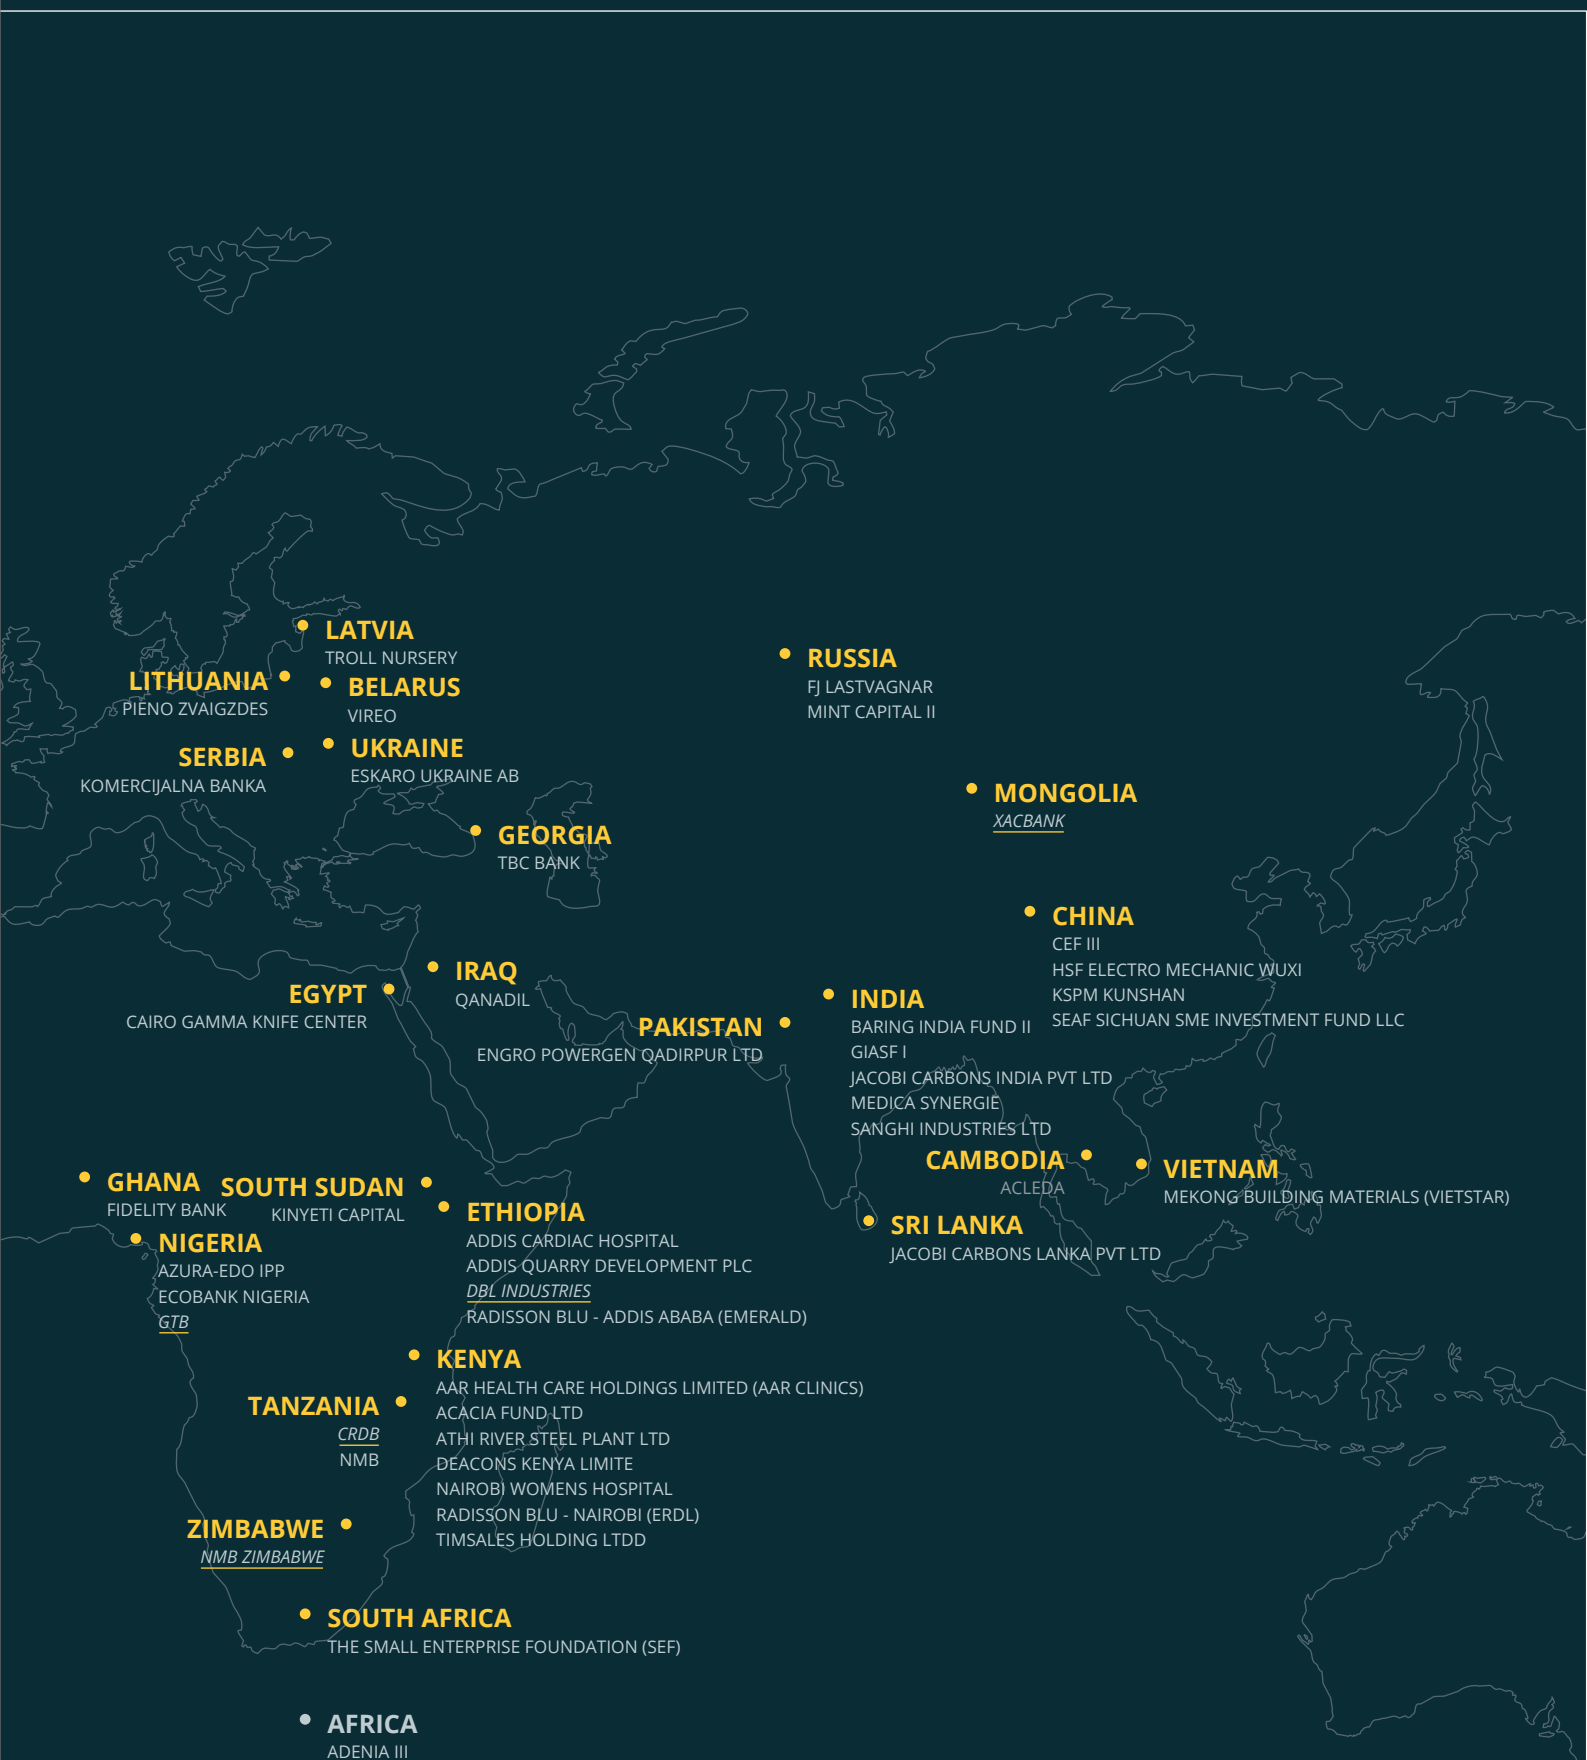 LATVIA
TROLL NURSERY
LITHUANIA
PIENO ZVAIGZDES
BELARUS
VIREO
RUSSIA
FJ LASTVAGNAR
MINT CAPITAL II
SERBIA
KOMERCIJALNA BANKA
UKRAINE
ESKARO UKRAINE AB
MONGOLIA
XACBANK
GEORGIA
TBC BANK
CHINA
CEF III
HSF ELECTRO MECHANIC WUXI
KSPM KUNSHAN
SEAF SICHUAN SME INVESTMENT FUND LLC
IRAQ
QANADIL
EGYPT
CAIRO GAMMA KNIFE CENTER
INDIA
BARING INDIA FUND II
GIASF I
JACOBI CARBONS INDIA PVT LTD
MEDICA SYNERGIE
SANGHI INDUSTRIES LTD
PAKISTAN
ENGRO POWERGEN QADIRPUR LTD
CAMBODIA
ACLEDA
VIETNAM
MEKONG BUILDING MATERIALS (VIETSTAR)
GHANA
FIDELITY BANK
SOUTH SUDAN
KINYETI CAPITAL
ETHIOPIA
ADDIS CARDIAC HOSPITAL
ADDIS QUARRY DEVELOPMENT PLC
DBL INDUSTRIES
RADISSON BLU - ADDIS ABABA (EMERALD)
SRI LANKA
JACOBI CARBONS LANKA PVT LTD
NIGERIA
AZURA-EDO IPP
ECOBANK NIGERIA
GTB
KENYA
AAR HEALTH CARE HOLDINGS LIMITED (AAR CLINICS)
ACACIA FUND LTD
ATHI RIVER STEEL PLANT LTD
DEACONS KENYA LIMITE
NAIROBI WOMENS HOSPITAL
RADISSON BLU - NAIROBI (ERDL)
TIMSALES HOLDING LTDD
TANZANIA
CRDB
NMB
ZIMBABWE
NMB ZIMBABWE
SOUTH AFRICA
THE SMALL ENTERPRISE FOUNDATION (SEF)
AFRICA
ADENIA III